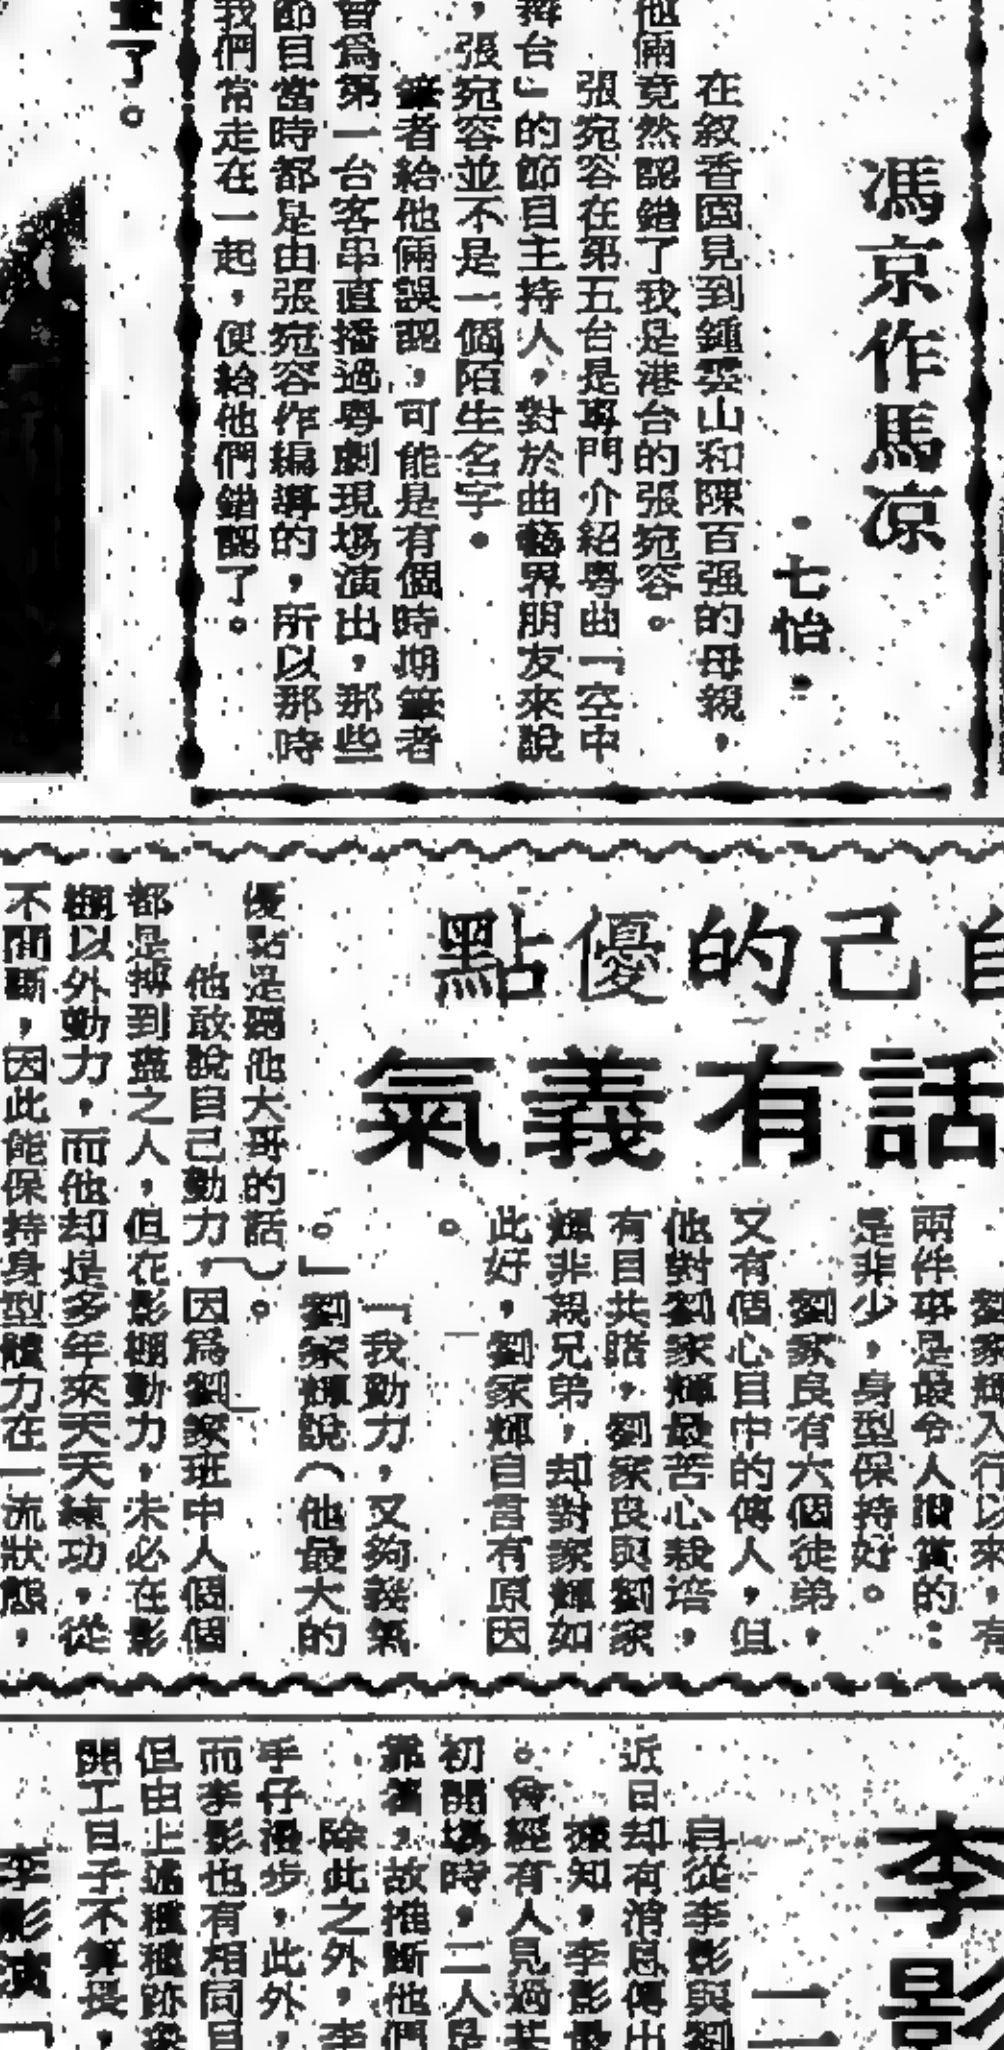 馮京作馬凉
·七怡·
在叙香園見到鍾雲山和陳百强的母親，
他倆竟然認錯了我是港台的張宛容。
張宛容在第五台是專門介紹粤曲「空中
舞台」的節目主持人，對於曲藝界朋友來說
，張宛容並不是一個陌生名字。
筆者給他倆誤認，可能是有個時期筆者
曾爲第一台客串直播過粤劇現場演出，那些
節目當時都是由張宛容作編導的，所以那時
我們常走在一起，便給他們錯認了。
了。
自己的優點
話有義氣
劉家輝入行以來，有
兩件事是最令人讚賞的：
是非少，身型保持好。
劉家良有六個徒弟，
又有個心目中的傳人，但
他對劉家輝最苦心栽培，
有目共睹，劉家良與劉家
輝非親兄弟，却對家輝如
此好，劉家輝自言有原因
。
「我勤力，又夠義氣
。」劉家輝說（他最大的
優點是聽他大哥的話）。
他敢說自己勤力，因爲劉家班中人個個
都是搏到盡之人，但在影棚勤力，未必在影
棚以外勤力，而他却是多年來天天練功，從
不間斷，因此能保持身型體力在一流狀態，
李影
二
自從李影與劉
近日却有消息傳出
據知，李影最
。曾經有人見過其
初開場時，二人是
靠着，故推斷他們
除此之外，李
手仔漫步，此外，
而李影也有相同目
但由上述種種跡象
開工日子不算長，
李影演「